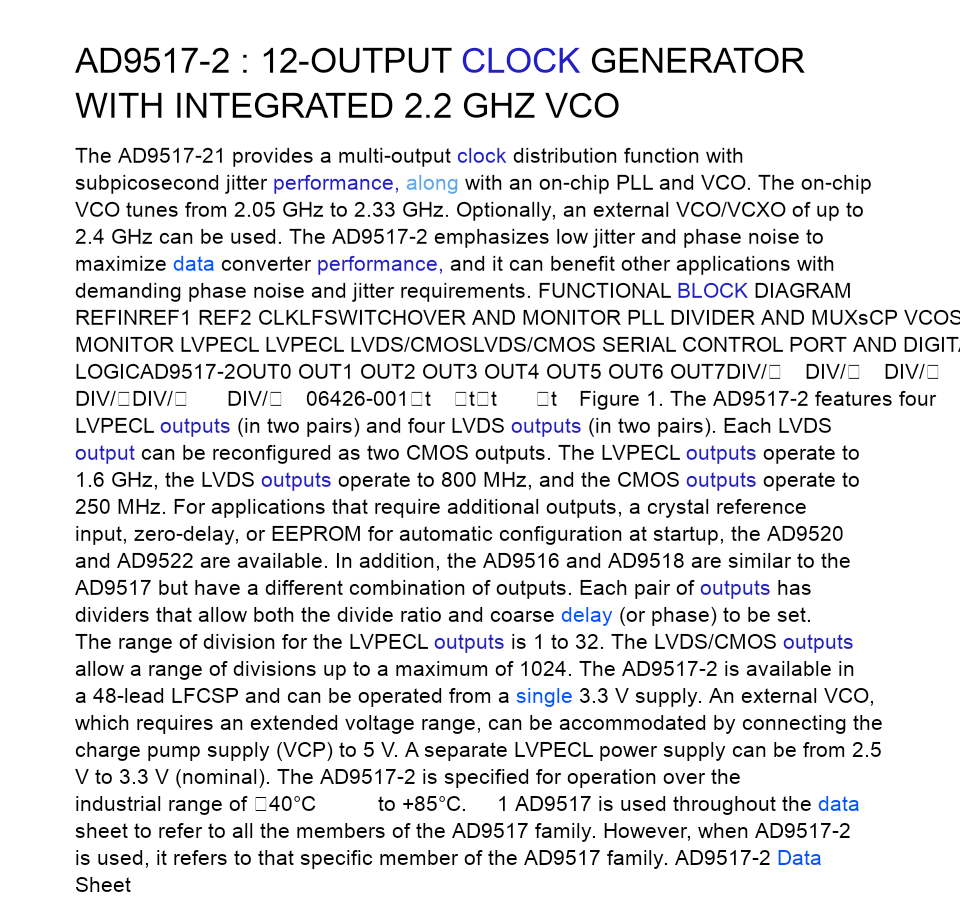 AD9517-2 : 12-OUTPUT CLOCK GENERATOR
WITH INTEGRATED 2.2 GHZ VCO
The AD9517-21 provides a multi-output clock distribution function with
subpicosecond jitter performance, along with an on-chip PLL and VCO. The on-chip
VCO tunes from 2.05 GHz to 2.33 GHz. Optionally, an external VCO/VCXO of up to
2.4 GHz can be used. The AD9517-2 emphasizes low jitter and phase noise to
maximize data converter performance, and it can benefit other applications with
demanding phase noise and jitter requirements. FUNCTIONAL BLOCK DIAGRAM
REFINREF1 REF2 CLKLFSWITCHOVER AND MONITOR PLL DIVIDER AND MUXsCP VCOS
MONITOR LVPECL LVPECL LVDS/CMOSLVDS/CMOS SERIAL CONTROL PORT AND DIGITA
LOGICAD9517-2OUT0 OUT1 OUT2 OUT3 OUT4 OUT5 OUT6 OUT7DIV/□ DIV/□ DIV/□
DIV/□DIV/□ DIV/□ 06426-001□t □t□t □t Figure 1. The AD9517-2 features four
LVPECL outputs (in two pairs) and four LVDS outputs (in two pairs). Each LVDS
output can be reconfigured as two CMOS outputs. The LVPECL outputs operate to
1.6 GHz, the LVDS outputs operate to 800 MHz, and the CMOS outputs operate to
250 MHz. For applications that require additional outputs, a crystal reference
input, zero-delay, or EEPROM for automatic configuration at startup, the AD9520
and AD9522 are available. In addition, the AD9516 and AD9518 are similar to the
AD9517 but have a different combination of outputs. Each pair of outputs has
dividers that allow both the divide ratio and coarse delay (or phase) to be set.
The range of division for the LVPECL outputs is 1 to 32. The LVDS/CMOS outputs
allow a range of divisions up to a maximum of 1024. The AD9517-2 is available in
a 48-lead LFCSP and can be operated from a single 3.3 V supply. An external VCO,
which requires an extended voltage range, can be accommodated by connecting the
charge pump supply (VCP) to 5 V. A separate LVPECL power supply can be from 2.5
V to 3.3 V (nominal). The AD9517-2 is specified for operation over the
industrial range of □40°C to +85°C. 1 AD9517 is used throughout the data
sheet to refer to all the members of the AD9517 family. However, when AD9517-2
is used, it refers to that specific member of the AD9517 family. AD9517-2 Data
Sheet